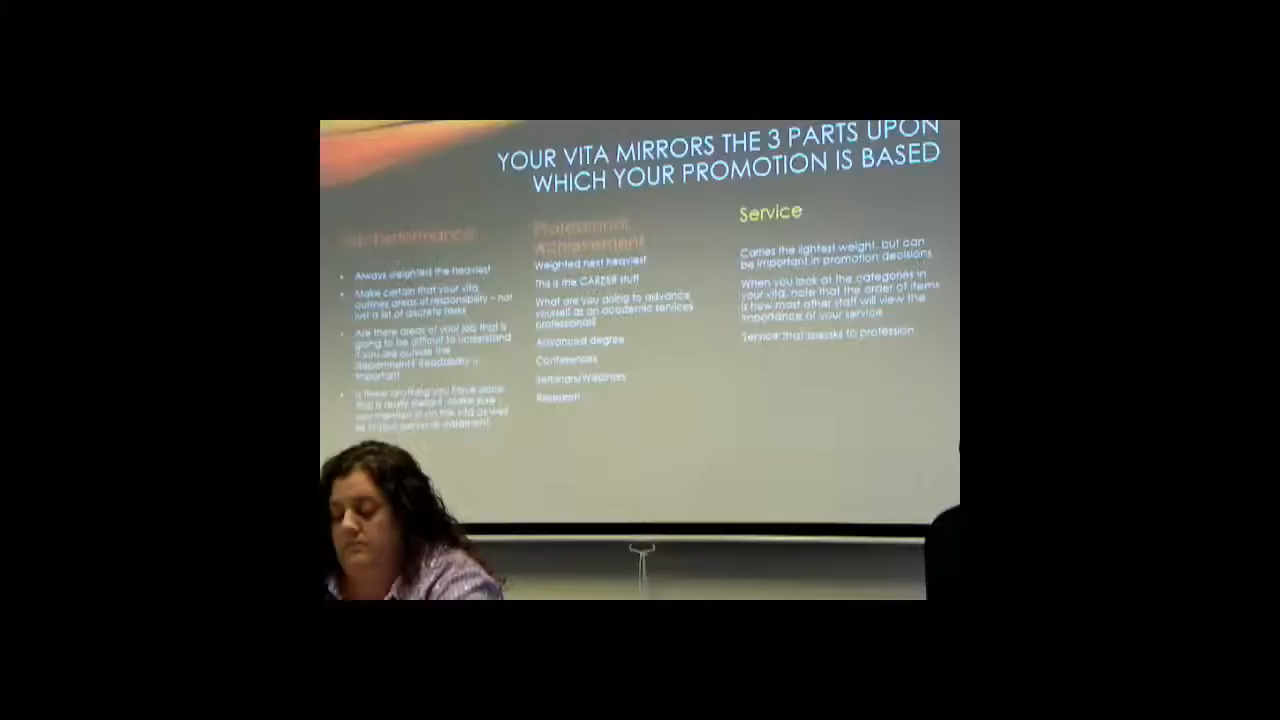 YOUR VITA MIRRORS THE 3 PARTS UPON
WHICH YOUR PROMOTION IS BASED
Job Performance
Always weighted the heaviest
Make certain that your vita
outlines areas of responsibility – not
just a list of discrete tasks
Are there areas of your job that is
going to be difficult to understand
if you are outside the
department? Readability is
important
Is there anything you have done
that is really stellar? Make sure
you mention it on the vita as well
as in your personal statement
Professional
Achievement
Weighted next heaviest
This is the CAREER stuff
What are you doing to advance
yourself as an academic services
professional?
Advanced degree
Conferences
Seminars/Webinars
Research
Service
Carries the lightest weight, but can
be important in promotion decisions
When you look at the categories in
your vita, note that the order of items
is how most other staff will view the
importance of your service
Service that speaks to profession